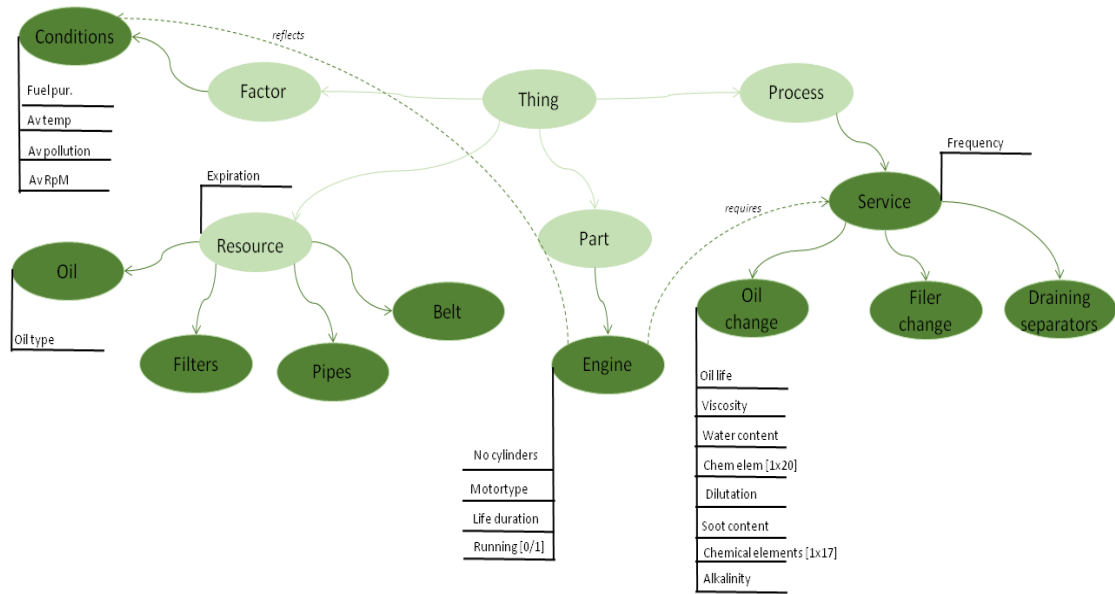 Conditions
reflects
Fuel pur.
Av temp
Av pollution
Av RpM
Factor
Thing
Process
Frequency
Expiration
Service
requires
Resource
Part
Oil
Oil type
Belt
Filters
Pipes
Engine
Oil
change
Filer
change
Draining
separators
No cylinders
Motortype
Life duration
Running [0/1]
Oil life
Viscosity
Water content
Chem elem [1x20]
Dilutation
Soot content
Chemical elements [1x17]
Alkalinity